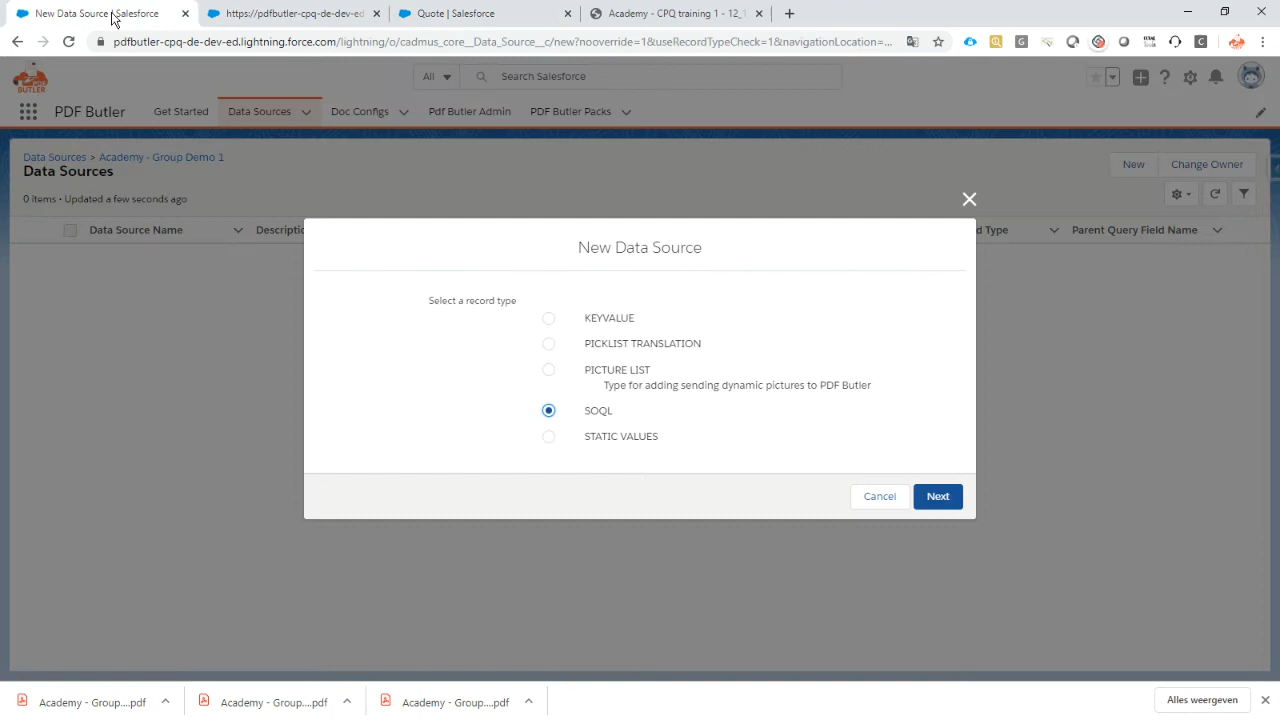 New Data Source | Salesforce
https://pdfbutler-cpq-de-dev-ed
Quote | Salesforce
Academy - CPQ training 1 - 12_1
pdfbutler-cpq-de-dev-ed.lightning.force.com/lightning/o/cadmus_core__Data_Source__c/new?nooverride=1&useRecordTypeCheck=1&navigationLocation=...
BUTLER
All
Search Salesforce
PDF Butler
Get Started
Data Sources
Doc Configs
Pdf Butler Admin
PDF Butler Packs
Data Sources > Academy - Group Demo 1
Data Sources
New
Change Owner
0 items • Updated a few seconds ago
Data Source Name
Descriptio
d Type
Parent Query Field Name
New Data Source
Select a record type
KEYVALUE
PICKLIST TRANSLATION
PICTURE LIST
Type for adding sending dynamic pictures to PDF Butler
SOQL
STATIC VALUES
Cancel
Next
Academy - Group....pdf
Academy - Group....pdf
Academy - Group....pdf
Alles weergeven